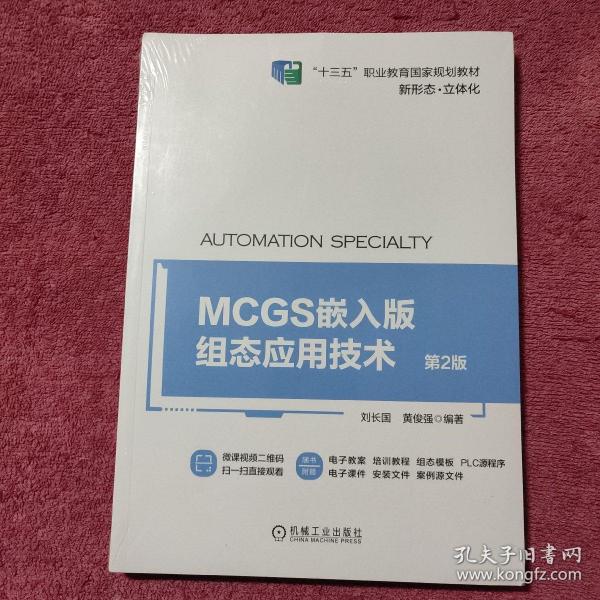 “十三五”职业教育国家规划教材
新形态·立体化
AUTOMATION SPECIALTY
MCGS嵌入版
组态应用技术 第2版
刘长国 黄俊强◎编著
微课视频二维码
扫一扫直接观看
随书
附赠
电子教案 培训教程 组态模板 PLC源程序
电子课件 安装文件 案例源文件
机械工业出版社
CHINA MACHINE PRESS
孔夫子旧书网
www.kongfz.com